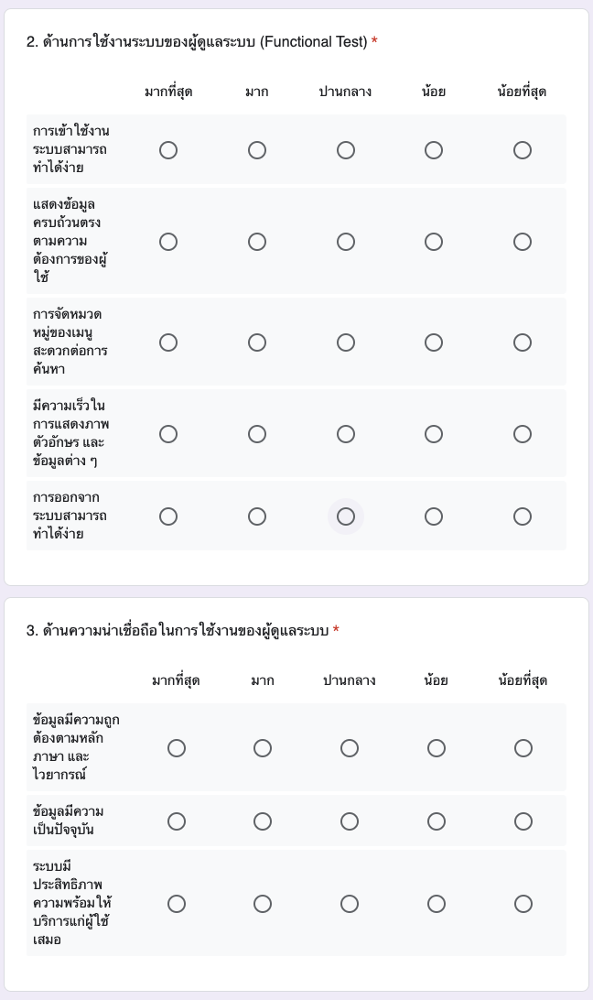 2. ด้านการใช้งานระบบของผู้ดูแลระบบ (Functional Test) *
มากที่สุด มาก ปานกลาง น้อย น้อยที่สุด
การเข้าใช้งาน
ระบบสามารถ
ทำได้ง่าย
แสดงข้อมูล
ครบถ้วนตรง
ตามความ
ต้องการของผู้
ใช้
การจัดหมวด
หมู่ของเมนู
สะดวกต่อการ
ค้นหา
มีความเร็วใน
การแสดงภาพ
ตัวอักษร และ
ข้อมูลต่าง ๆ
การออกจาก
ระบบสามารถ
ทำได้ง่าย
3. ด้านความน่าเชื่อถือในการใช้งานของผู้ดูแลระบบ *
มากที่สุด มาก ปานกลาง น้อย น้อยที่สุด
ข้อมูลมีความถูก
ต้องตามหลัก
ภาษา และ
ไวยากรณ์
ข้อมูลมีความ
เป็นปัจจุบัน
ระบบมี
ประสิทธิภาพ
ความพร้อมให้
บริการแก่ผู้ใช้
เสมอ